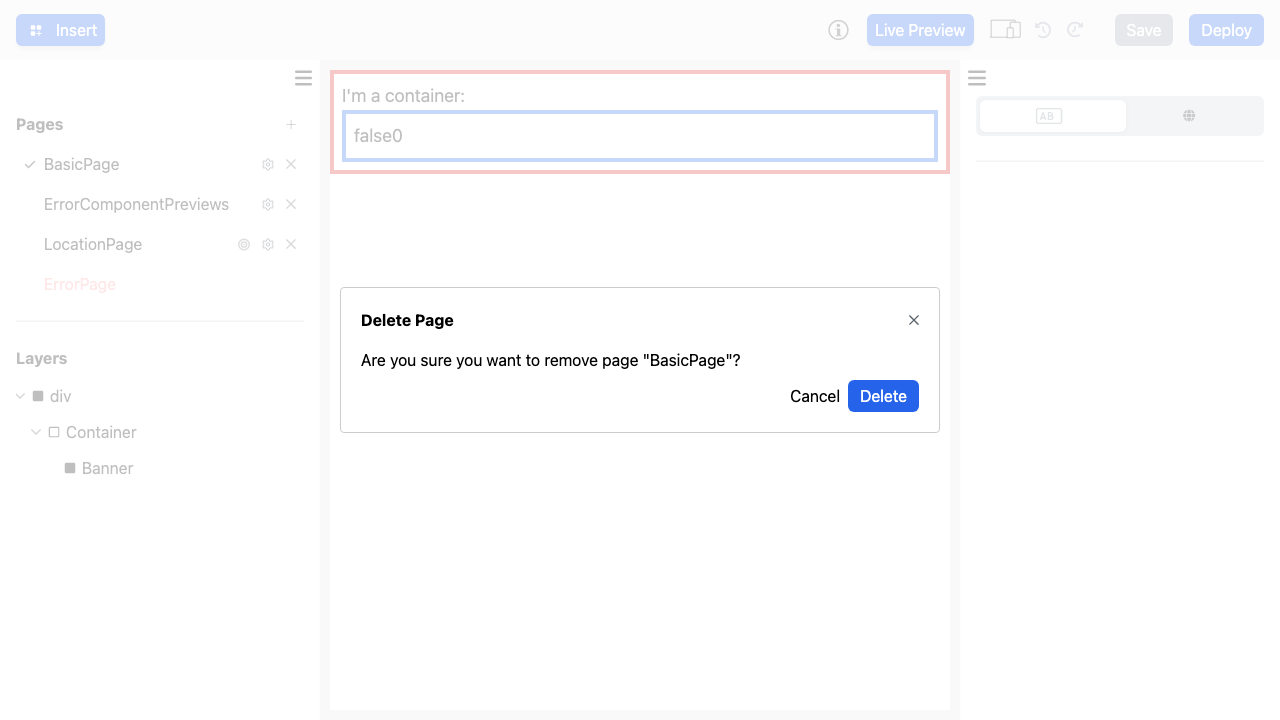 Insert
Live Preview
Save
Deploy
Pages
BasicPage
ErrorComponentPreviews
LocationPage
ErrorPage
Layers
div
Container
Banner
I'm a container:
false0
AB
Delete Page
Are you sure you want to remove page "BasicPage"?
Cancel
Delete